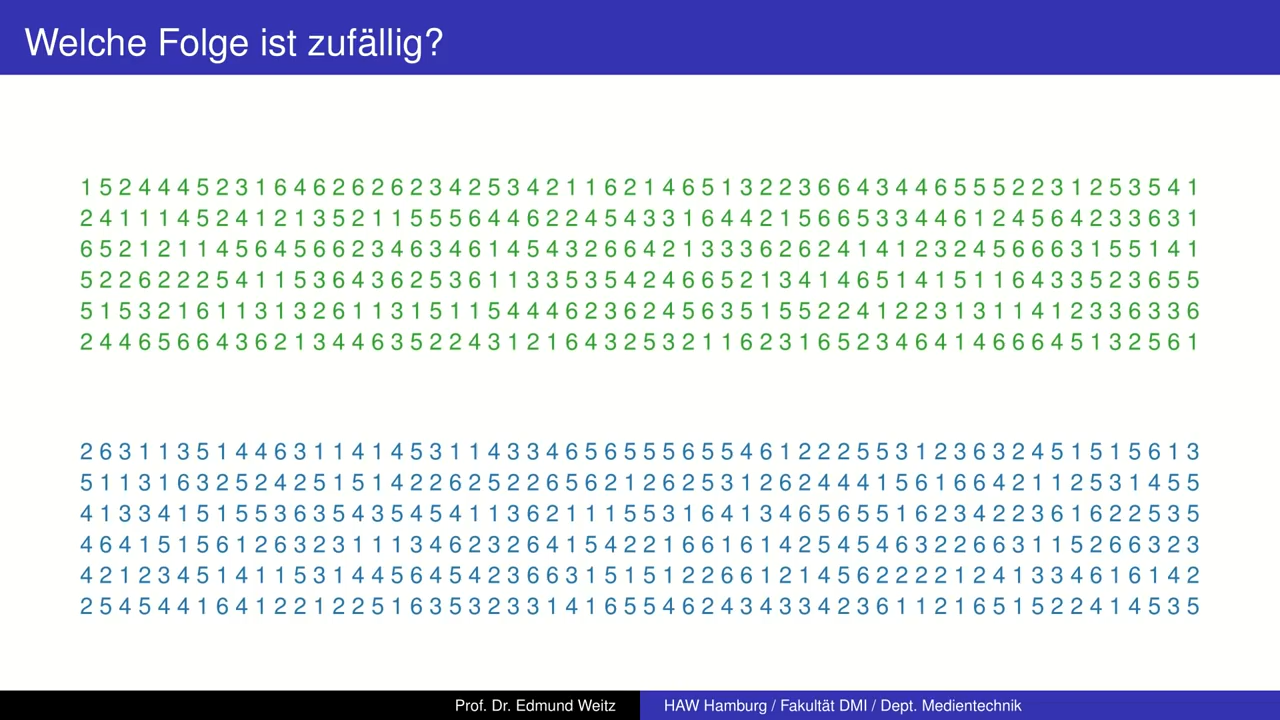 Welche Folge ist zufällig?
1 5 2 4 4 4 5 2 3 1 6 4 6 2 6 2 6 2 3 4 2 5 3 4 2 1 1 6 2 1 4 6 5 1 3 2 2 3 6 6 4 3 4 4 6 5 5 5 2 2 3 1 2 5 3 5 4 1
2 4 1 1 1 4 5 2 4 1 2 1 3 5 2 1 1 5 5 5 6 4 4 6 2 2 4 5 4 3 3 1 6 4 4 2 1 5 6 6 5 3 3 4 4 6 1 2 4 5 6 4 2 3 3 6 3 1
6 5 2 1 2 1 1 4 5 6 4 5 6 6 2 3 4 6 3 4 6 1 4 5 4 3 2 6 6 4 2 1 3 3 3 6 2 6 2 4 1 4 1 2 3 2 4 5 6 6 6 3 1 5 5 1 4 1
5 2 2 6 2 2 2 5 4 1 1 5 3 6 4 3 6 2 5 3 6 1 1 3 3 5 3 5 4 2 4 6 6 5 2 1 3 4 1 4 6 5 1 4 1 5 1 1 6 4 3 3 5 2 3 6 5 5
5 1 5 3 2 1 6 1 1 3 1 3 2 6 1 1 3 1 5 1 1 5 4 4 4 6 2 3 6 2 4 5 6 3 5 1 5 5 2 2 4 1 2 2 3 1 3 1 1 4 1 2 3 3 6 3 3 6
2 4 4 6 5 6 6 4 3 6 2 1 3 4 4 6 3 5 2 2 4 3 1 2 1 6 4 3 2 5 3 2 1 1 6 2 3 1 6 5 2 3 4 6 4 1 4 6 6 6 4 5 1 3 2 5 6 1
2 6 3 1 1 3 5 1 4 4 6 3 1 1 4 1 4 5 3 1 1 4 3 3 4 6 5 6 5 5 5 6 5 5 4 6 1 2 2 2 5 5 3 1 2 3 6 3 2 4 5 1 5 1 5 6 1 3
5 1 1 3 1 6 3 2 5 2 4 2 5 1 5 1 4 2 2 6 2 5 2 2 6 5 6 2 1 2 6 2 5 3 1 2 6 2 4 4 4 1 5 6 1 6 6 4 2 1 1 2 5 3 1 4 5 5
4 1 3 3 4 1 5 1 5 5 3 6 3 5 4 3 5 4 5 4 1 1 3 6 2 1 1 1 5 5 3 1 6 4 1 3 4 6 5 6 5 5 1 6 2 3 4 2 2 3 6 1 6 2 2 5 3 5
4 6 4 1 5 1 5 6 1 2 6 3 2 3 1 1 1 3 4 6 2 3 2 6 4 1 5 4 2 2 1 6 6 1 6 1 4 2 5 4 5 4 6 3 2 2 6 6 3 1 1 5 2 6 6 3 2 3
4 2 1 2 3 4 5 1 4 1 1 5 3 1 4 4 5 6 4 5 4 2 3 6 6 3 1 5 1 5 1 2 2 6 6 1 2 1 4 5 6 2 2 2 2 1 2 4 1 3 3 4 6 1 6 1 4 2
2 5 4 5 4 4 1 6 4 1 2 2 1 2 2 5 1 6 3 5 3 2 3 3 1 4 1 6 5 5 4 6 2 4 3 4 3 3 4 2 3 6 1 1 2 1 6 5 1 5 2 2 4 1 4 5 3 5
Prof. Dr. Edmund Weitz
HAW Hamburg / Fakultät DMI / Dept. Medientechnik